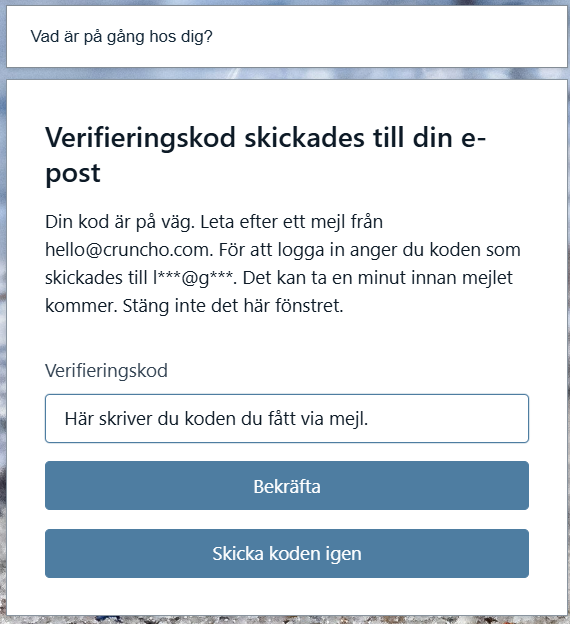 Vad är på gång hos dig?
Verifieringskod skickades till din e-
post
Din kod är på väg. Leta efter ett mejl från
hello@cruncho.com. För att logga in anger du koden som
skickades till l***@g***. Det kan ta en minut innan mejlet
kommer. Stäng inte det här fönstret.
Verifieringskod
Här skriver du koden du fått via mejl.
Bekräfta
Skicka koden igen